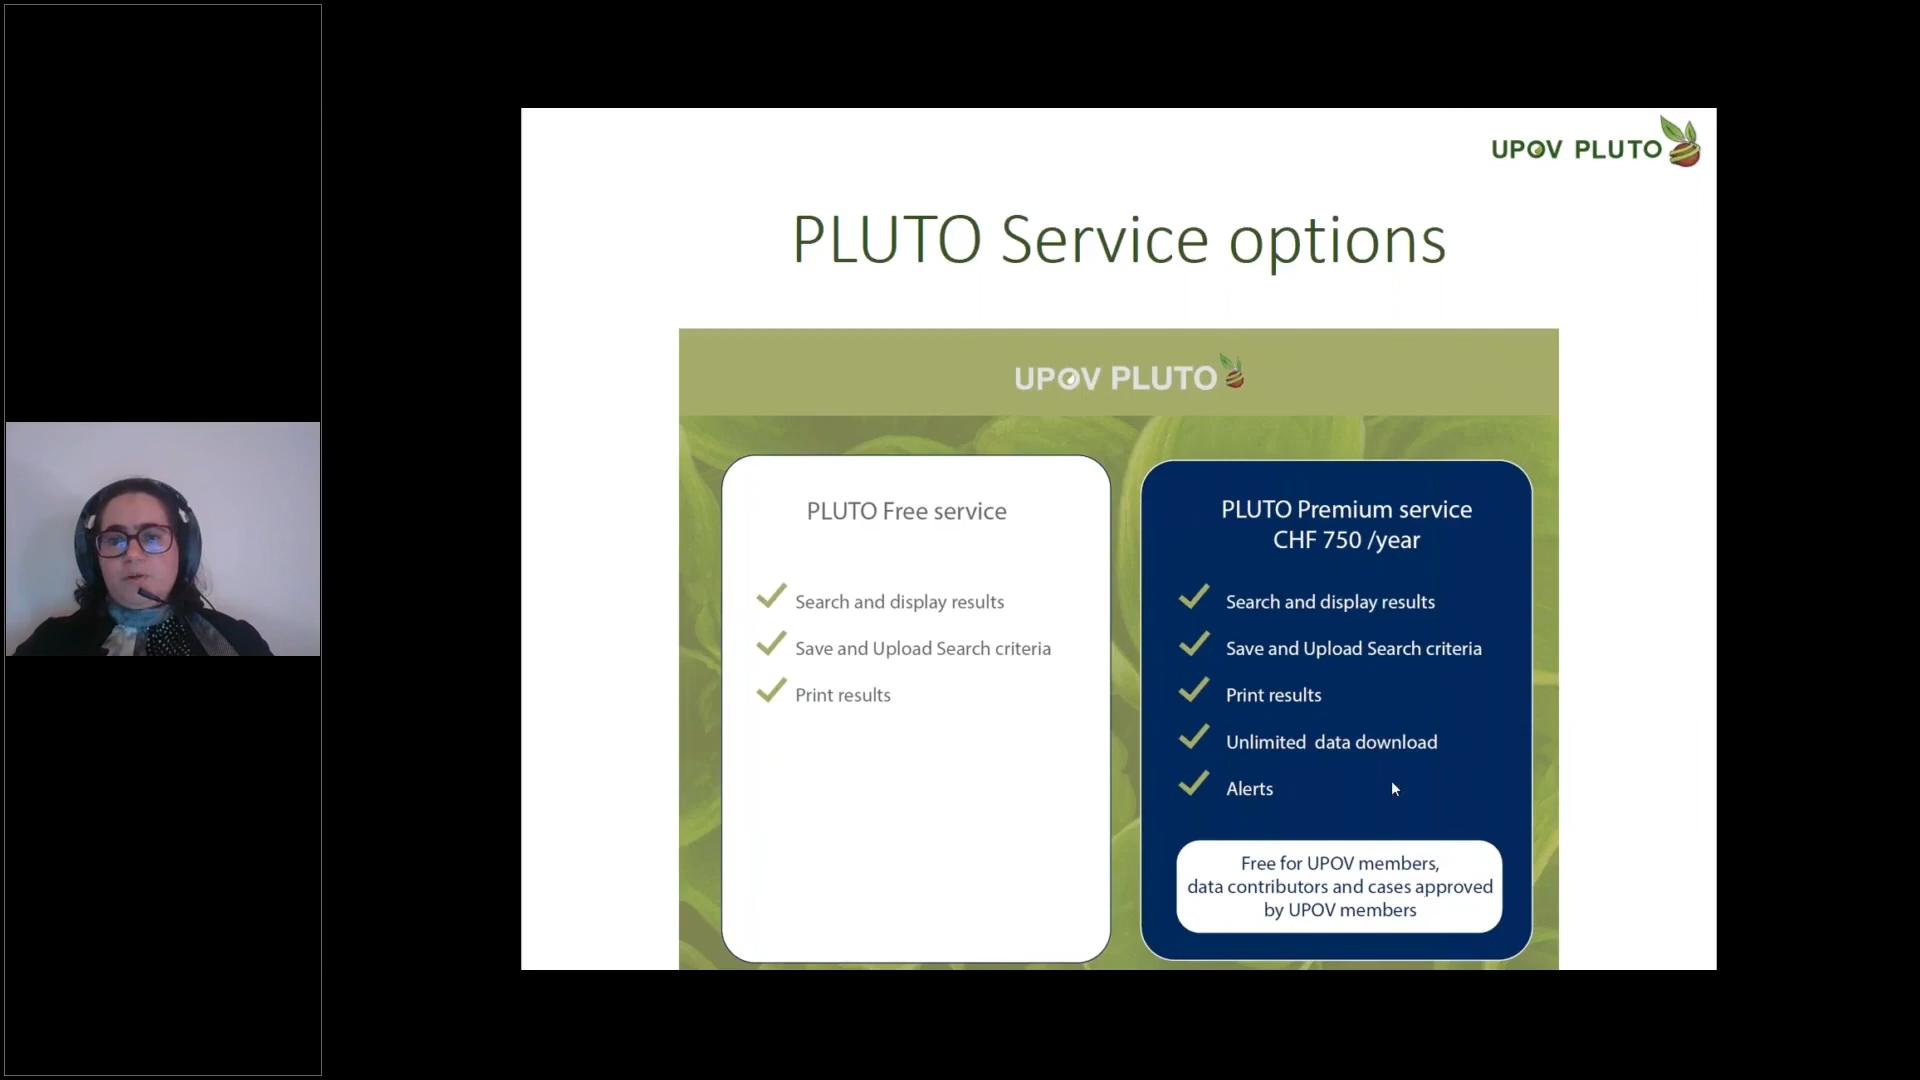 UPOV PLUTO
PLUTO Service options
UPOV PLUTO
PLUTO Free service
Search and display results
Save and Upload Search criteria
Print results
PLUTO Premium service
CHF 750 /year
Search and display results
Save and Upload Search criteria
Print results
Unlimited data download
Alerts
Free for UPOV members,
data contributors and cases approved
by UPOV members